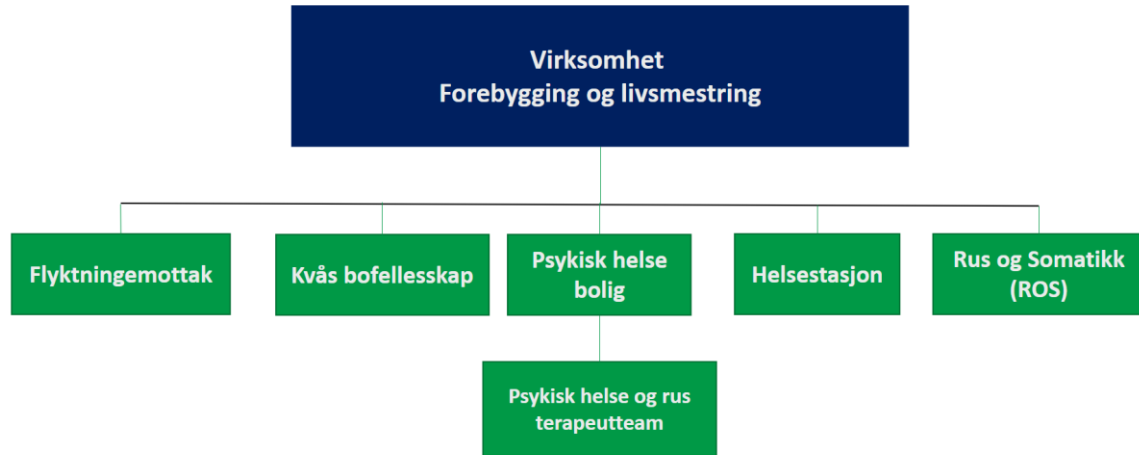 Virksomhet
Forebygging og livsmestring
Flyktningemottak
Kvås bofellesskap
Psykisk helse
bolig
Helsestasjon
Rus og Somatikk
(ROS)
Psykisk helse og rus
terapeutteam